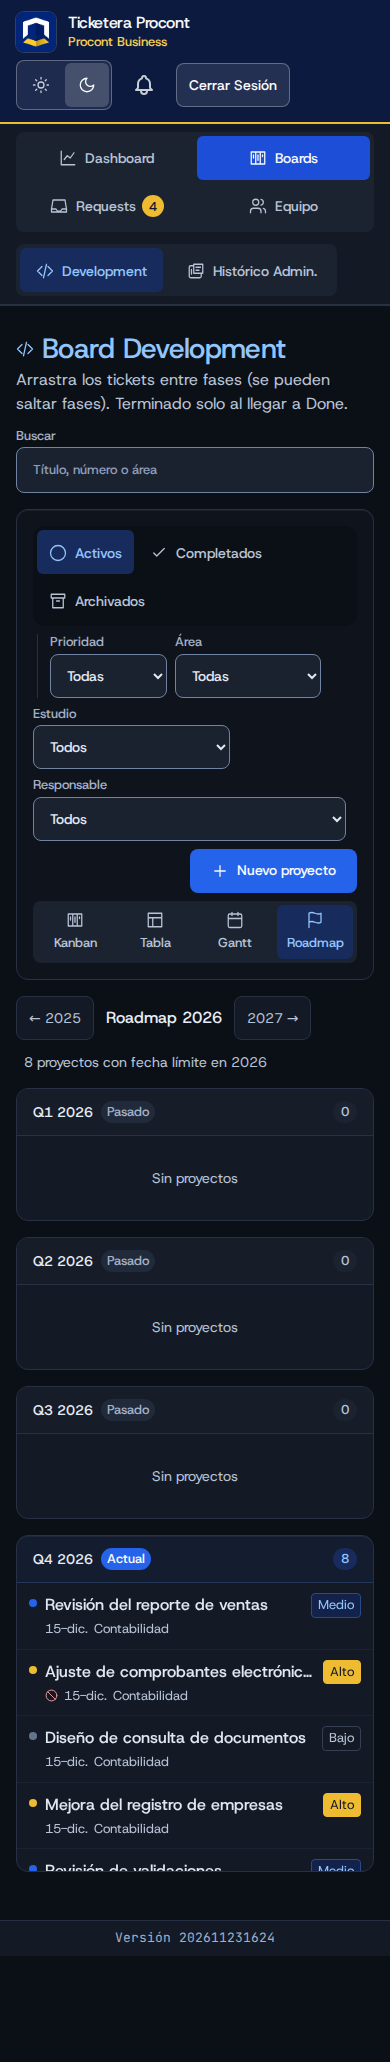 Ticketera Procont
Procont Business
Cerrar Sesión
Dashboard
Boards
Requests 4
Equipo
Development
Histórico Admin.
Board Development
Arrastra los tickets entre fases (se pueden
saltar fases). Terminado solo al llegar a Done.
Buscar
Título, número o área
Activos
Completados
Archivados
Prioridad Área
Todas Todas
Estudio
Todos
Responsable
Todos
+ Nuevo proyecto
Kanban Tabla Gantt Roadmap
← 2025 Roadmap 2026 2027 →
8 proyectos con fecha límite en 2026
Q1 2026 Pasado 0
Sin proyectos
Q2 2026 Pasado 0
Sin proyectos
Q3 2026 Pasado 0
Sin proyectos
Q4 2026 Actual 8
Revisión del reporte de ventas Medio
15-dic. Contabilidad
Ajuste de comprobantes electrónic... Alto
15-dic. Contabilidad
Diseño de consulta de documentos Bajo
15-dic. Contabilidad
Mejora del registro de empresas Alto
15-dic. Contabilidad
Revisión de validaciones Medio
Versión 202611231624